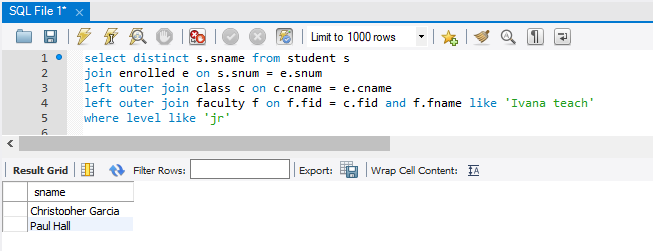 SQL File 1*
Limit to 1000 rows
1 select distinct s.sname from student s
2 join enrolled e on s.snum = e.snum
3 left outer join class c on c.cname = e.cname
4 left outer join faculty f on f.fid = c.fid and f.fname like 'Ivana teach'
5 where level like 'jr'
6
Result Grid Filter Rows: Export: Wrap Cell Content:
sname
Christopher Garcia
Paul Hall